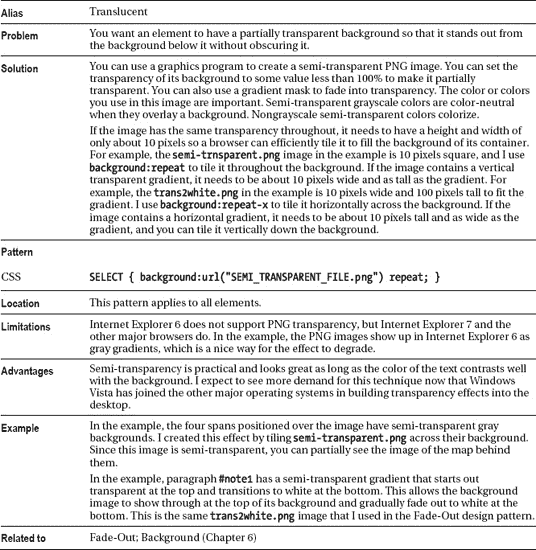 Alias Translucent
Problem You want an element to have a partially transparent background so that it stands out from
the background below it without obscuring it.
Solution You can use a graphics program to create a semi-transparent PNG image. You can set the
transparency of its background to some value less than 100% to make it partially
transparent. You can also use a gradient mask to fade into transparency. The color or colors
you use in this image are important. Semi-transparent grayscale colors are color-neutral
when they overlay a background. Nongrayscale semi-transparent colors colorize.
If the image has the same transparency throughout, it needs to have a height and width of
only about 10 pixels so a browser can efficiently tile it to fill the background of its container.
For example, the semi-trnsparent.png image in the example is 10 pixels square, and I use
background:repeat to tile it throughout the background. If the image contains a vertical
transparent gradient, it needs to be about 10 pixels wide and as tall as the gradient. For
example, the trans2white.png in the example is 10 pixels wide and 100 pixels tall to fit the
gradient. I use background:repeat-x to tile it horizontally across the background. If the
image contains a horizontal gradient, it needs to be about 10 pixels tall and as wide as the
gradient, and you can tile it vertically down the background.
Pattern
CSS SELECT { background:url("SEMI_TRANSPARENT_FILE.png") repeat; }
Location This pattern applies to all elements.
Limitations Internet Explorer 6 does not support PNG transparency, but Internet Explorer 7 and the
other major browsers do. In the example, the PNG images show up in Internet Explorer 6 as
gray gradients, which is a nice way for the effect to degrade.
Advantages Semi-transparency is practical and looks great as long as the color of the text contrasts well
with the background. I expect to see more demand for this technique now that Windows
Vista has joined the other major operating systems in building transparency effects into the
desktop.
Example In the example, the four spans positioned over the image have semi-transparent gray
backgrounds. I created this effect by tiling semi-transparent.png across their background.
Since this image is semi-transparent, you can partially see the image of the map behind
them.
In the example, paragraph #note1 has a semi-transparent gradient that starts out
transparent at the top and transitions to white at the bottom. This allows the background
image to show through at the top of its background and gradually fade out to white at the
bottom. This is the same trans2white.png image that I used in the Fade-Out design pattern.
Related to Fade-Out; Background (Chapter 6)